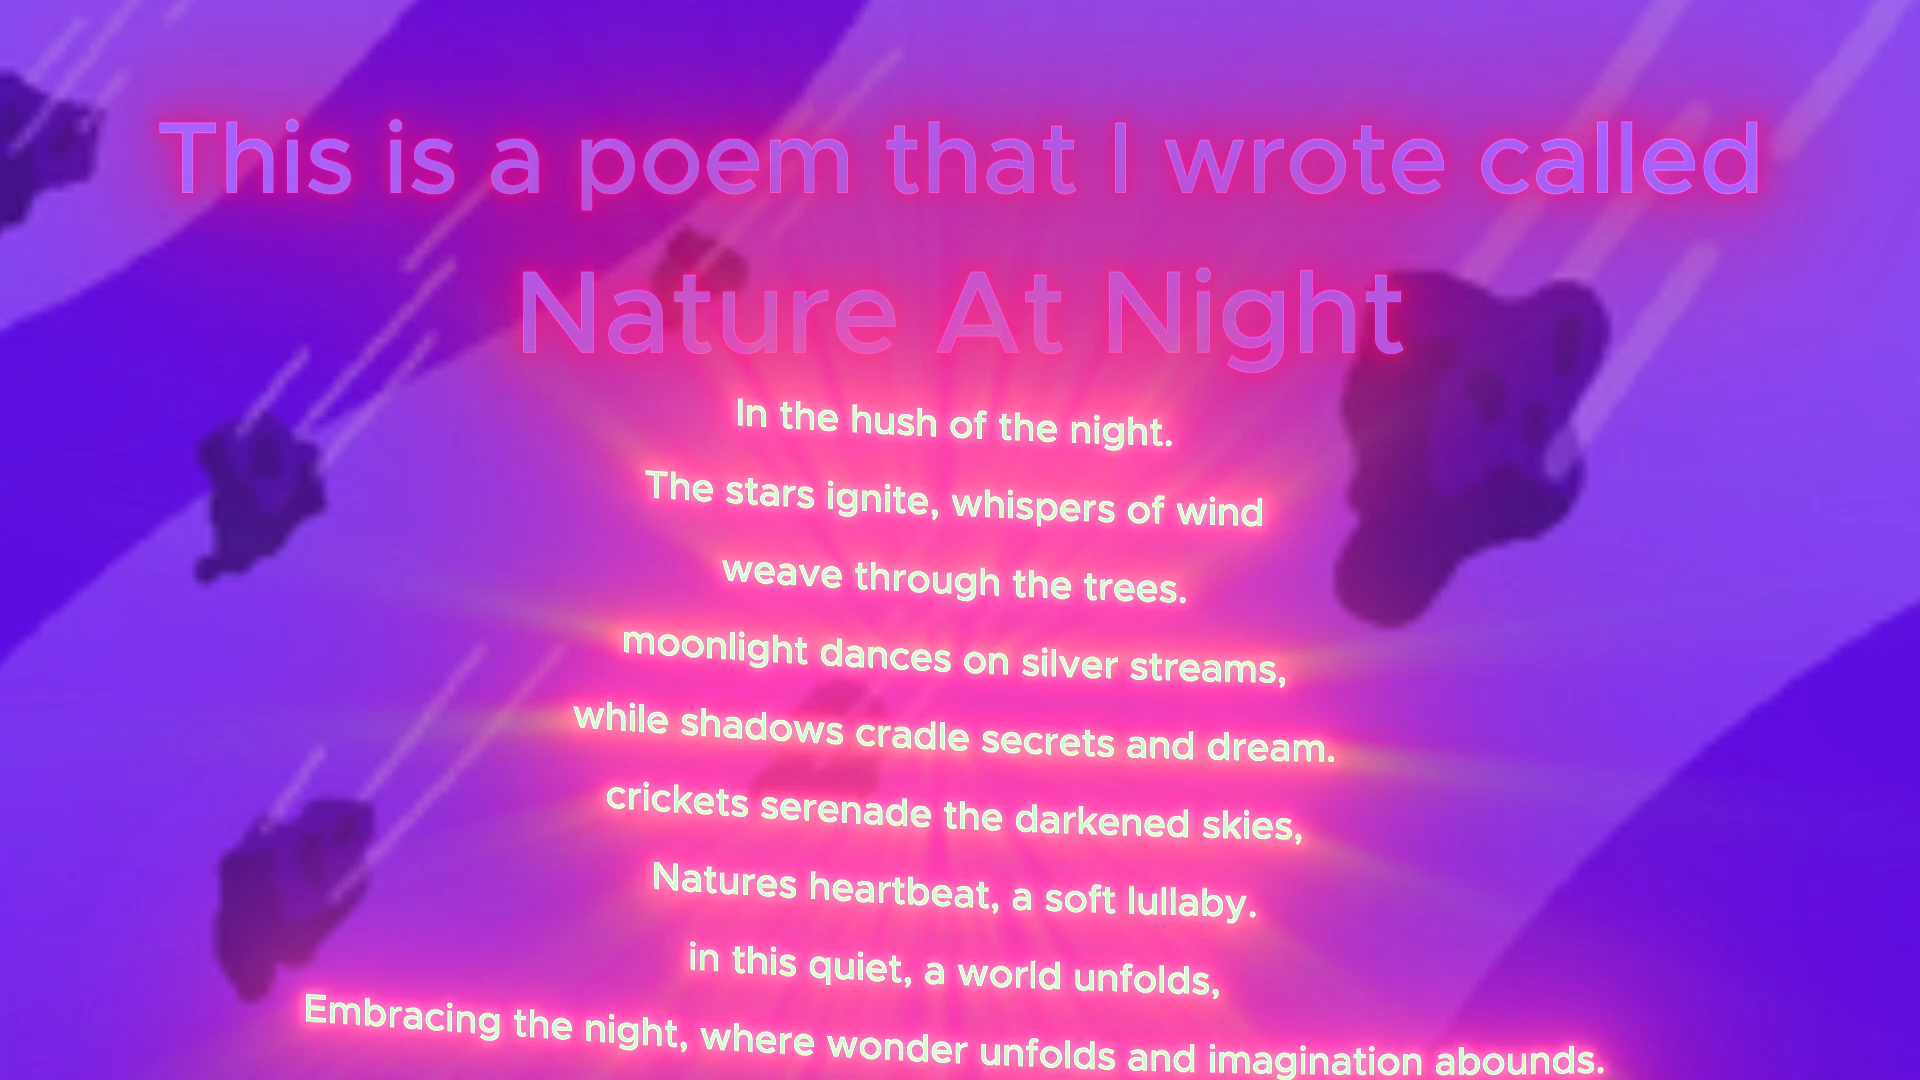 This is a poem that I wrote called
Nature At Night
In the hush of the night.
The stars ignite, whispers of wind
weave through the trees.
moonlight dances on silver streams,
while shadows cradle secrets and dream.
crickets serenade the darkened skies,
Natures heartbeat, a soft lullaby.
in this quiet, a world unfolds,
Embracing the night, where wonder unfolds and imagination abounds.